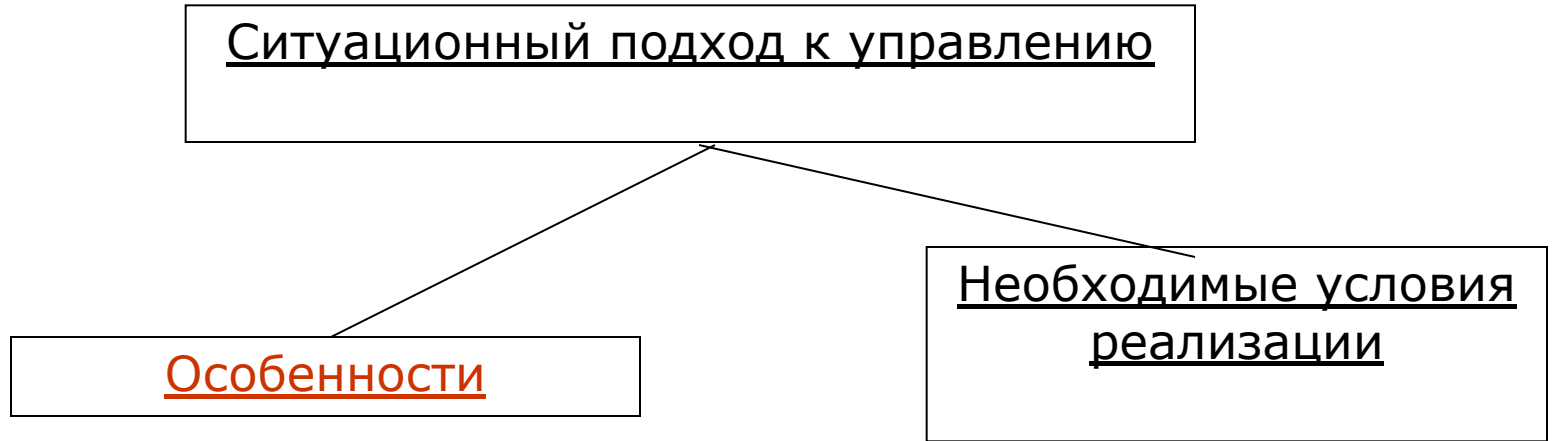 Ситуационный подход к управлению
Необходимые условия
реализации
Особенности